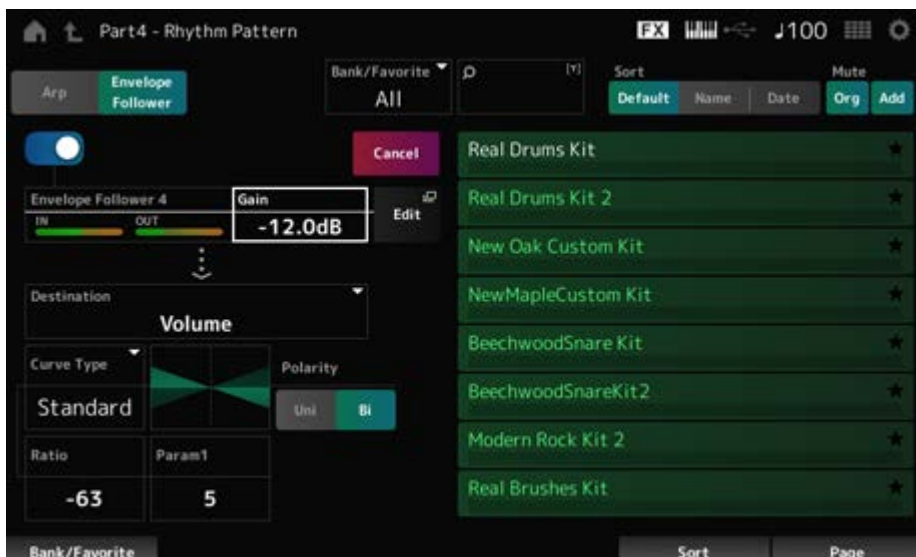 Part4 - Rhythm Pattern
FX
♩100
Arp
Envelope Follower
Bank/Favorite
All
[Y]
Sort
Default
Name
Date
Mute
Org
Add
Cancel
Envelope Follower 4
IN
OUT
Gain
-12.0dB
Edit
Destination
Volume
Curve Type
Standard
Polarity
Uni
Bi
Ratio
-63
Param1
5
Real Drums Kit
Real Drums Kit 2
New Oak Custom Kit
NewMapleCustom Kit
BeechwoodSnare Kit
BeechwoodSnareKit2
Modern Rock Kit 2
Real Brushes Kit
Bank/Favorite
Sort
Page